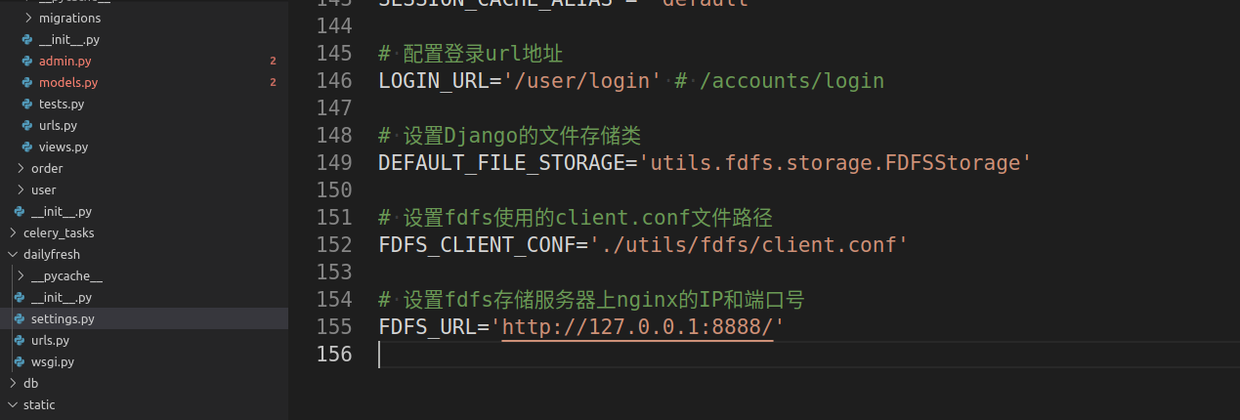 migrations
__init__.py
admin.py 2
models.py 2
tests.py
urls.py
views.py
order
user
__init__.py
celery_tasks
dailyfresh
__pycache__
__init__.py
settings.py
urls.py
wsgi.py
db
static
144
145 # 配置登录url地址
146 LOGIN_URL='/user/login' # /accounts/login
147
148 # 设置Django的文件存储类
149 DEFAULT_FILE_STORAGE='utils.fdfs.storage.FDFSStorage'
150
151 # 设置fdfs使用的client.conf文件路径
152 FDFS_CLIENT_CONF='./utils/fdfs/client.conf'
153
154 # 设置fdfs存储服务器上nginx的IP和端口号
155 FDFS_URL='http://127.0.0.1:8888/'
156